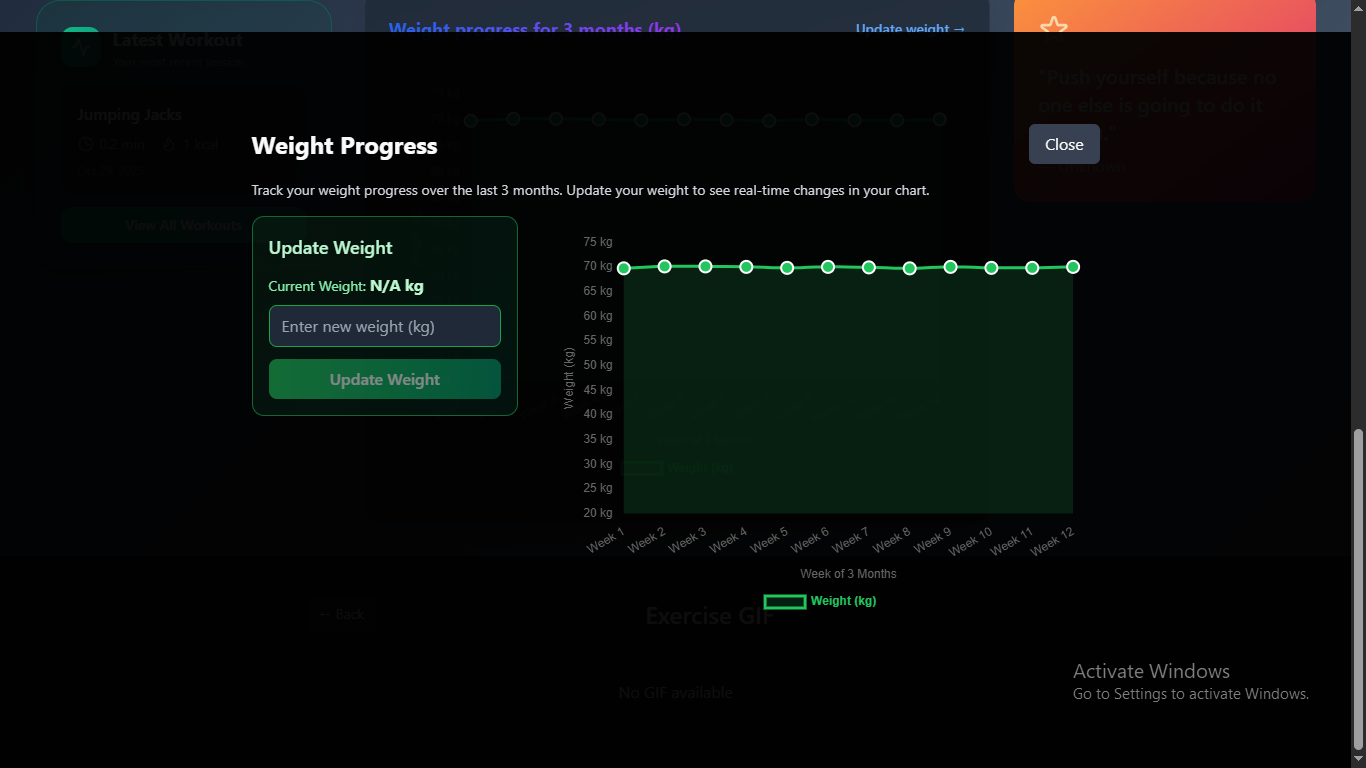 Latest Workout
Weight progress for 3 months (kg)
Update weight →
"Push yourself because no
one else is going to do it
Jumping Jacks
0.2 min
1 kcal
Weight Progress
Close
Track your weight progress over the last 3 months. Update your weight to see real-time changes in your chart.
View All Workouts
Update Weight
Current Weight: N/A kg
Enter new weight (kg)
Update Weight
75 kg
70 kg
65 kg
60 kg
55 kg
50 kg
45 kg
40 kg
35 kg
30 kg
25 kg
20 kg
Weight (kg)
Week 1
Week 2
Week 3
Week 4
Week 5
Week 6
Week 7
Week 8
Week 9
Week 10
Week 11
Week 12
Week of 3 Months
Weight (kg)
← Back
Exercise GIF
No GIF available
Activate Windows
Go to Settings to activate Windows.